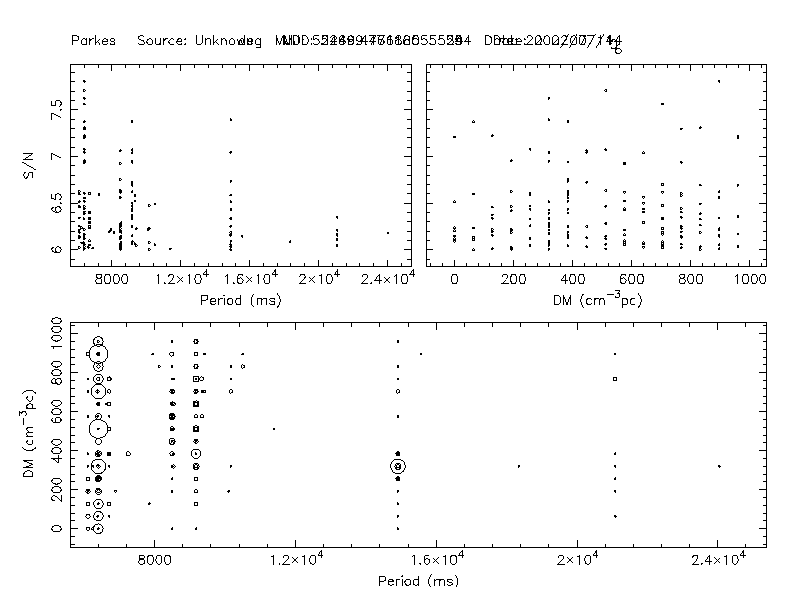 Parkes Source: Unknown
7.5
7
6.5
6
S/N
8000 1.2×10⁴ 1.6×10⁴ 2×10⁴ 2.4×10⁴
Period (ms)
0 200 400 600 800 1000
DM (cm⁻³pc)
1000
800
600
400
200
0
DM (cm⁻³pc)
8000 1.2×10⁴ 1.6×10⁴ 2×10⁴ 2.4×10⁴
Period (ms)